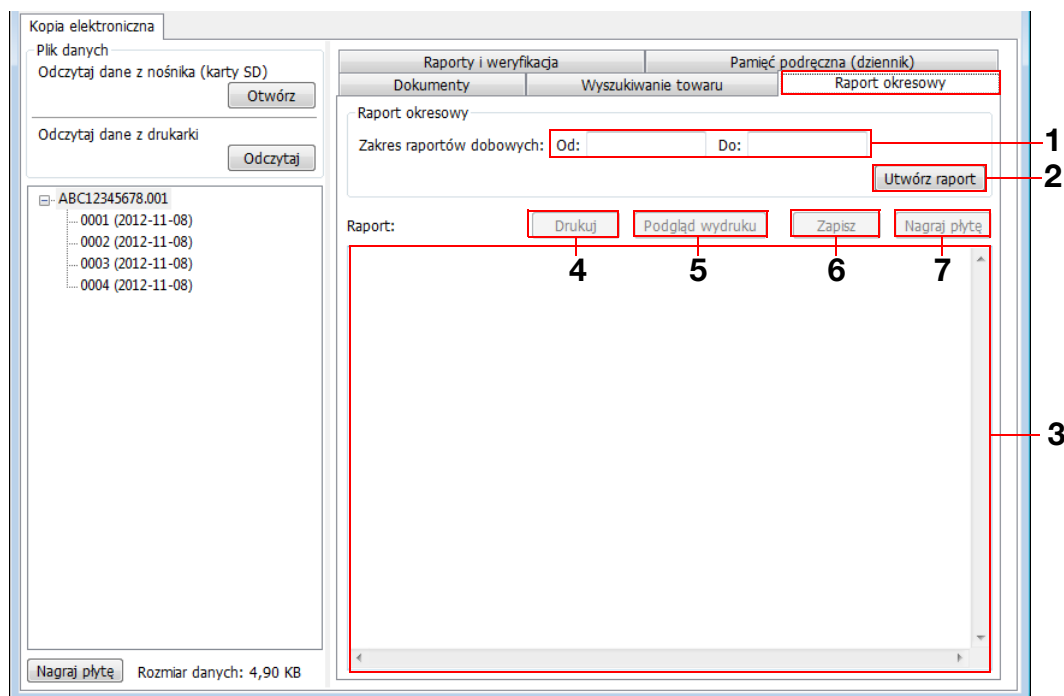 Kopia elektroniczna
Plik danych
Odczytaj dane z nośnika (karty SD)
Otwórz
Odczytaj dane z drukarki
Odczytaj
ABC12345678.001
0001 (2012-11-08)
0002 (2012-11-08)
0003 (2012-11-08)
0004 (2012-11-08)
Nagraj płytę Rozmiar danych: 4,90 KB
Raporty i weryfikacja Pamięć podręczna (dziennik)
Dokumenty Wyszukiwanie towaru Raport okresowy
Raport okresowy
Zakres raportów dobowych: Od: Do: 1
Utwórz raport 2
Raport: Drukuj Podgląd wydruku Zapisz Nagraj płytę
4 5 6 7
3